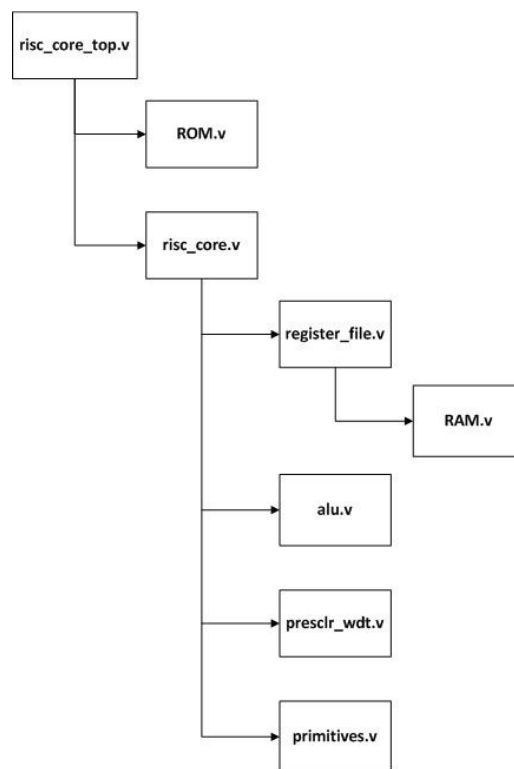 risc_core_top.v
ROM.v
risc_core.v
register_file.v
RAM.v
alu.v
presclr_wdt.v
primitives.v